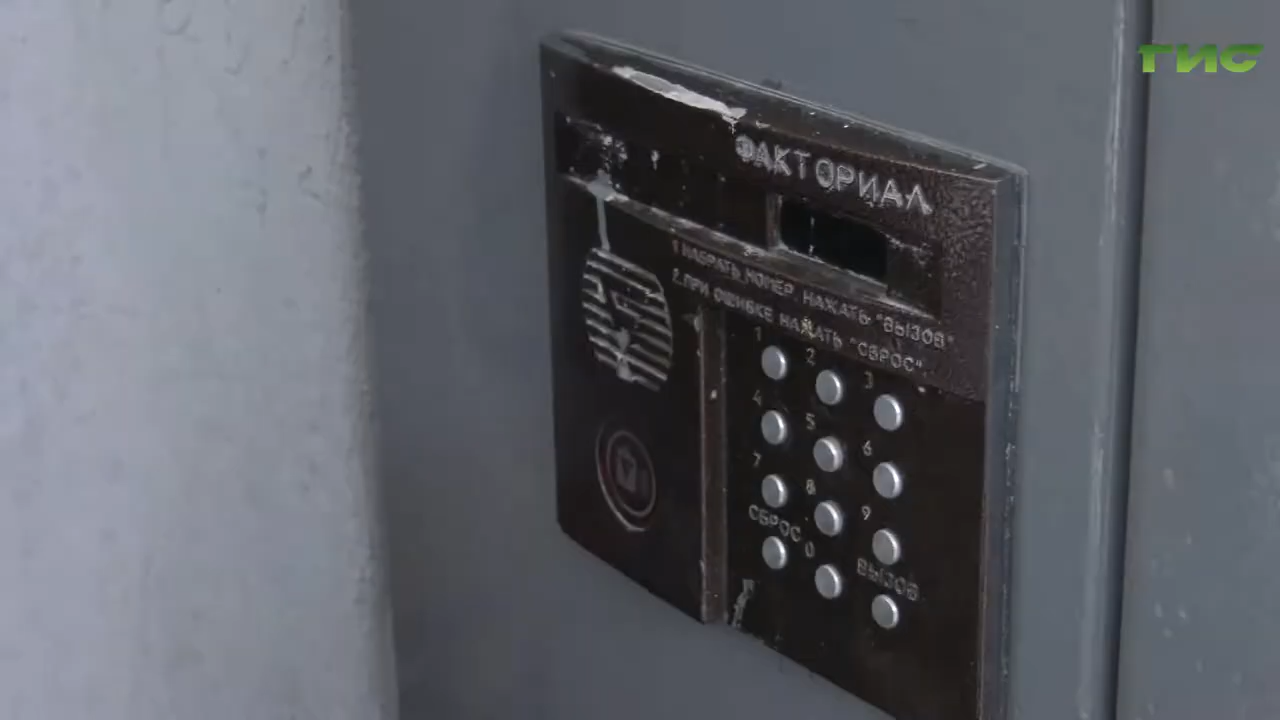 ТИС
ФАКТОРИАЛ
1 НАБРАТЬ НОМЕР, НАЖАТЬ "ВЫЗОВ"
2.ПРИ ОШИБКЕ НАЖАТЬ "СБРОС".
1 2 3
4 5 6
7 8 9
СБРОС 0 ВЫЗОВ